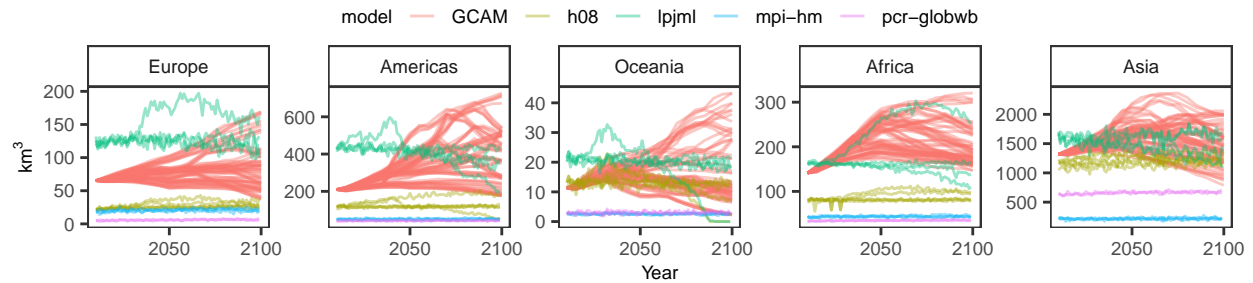 model GCAM h08 lpjml mpi−hm pcr−globwb
Europe Americas Oceania Africa Asia
200 150 100 50 0
600 400 200
40 30 20 10 0
300 200 100
2000 1500 1000 500
km³
2050 2100 2050 2100 2050 2100 2050 2100 2050 2100
Year